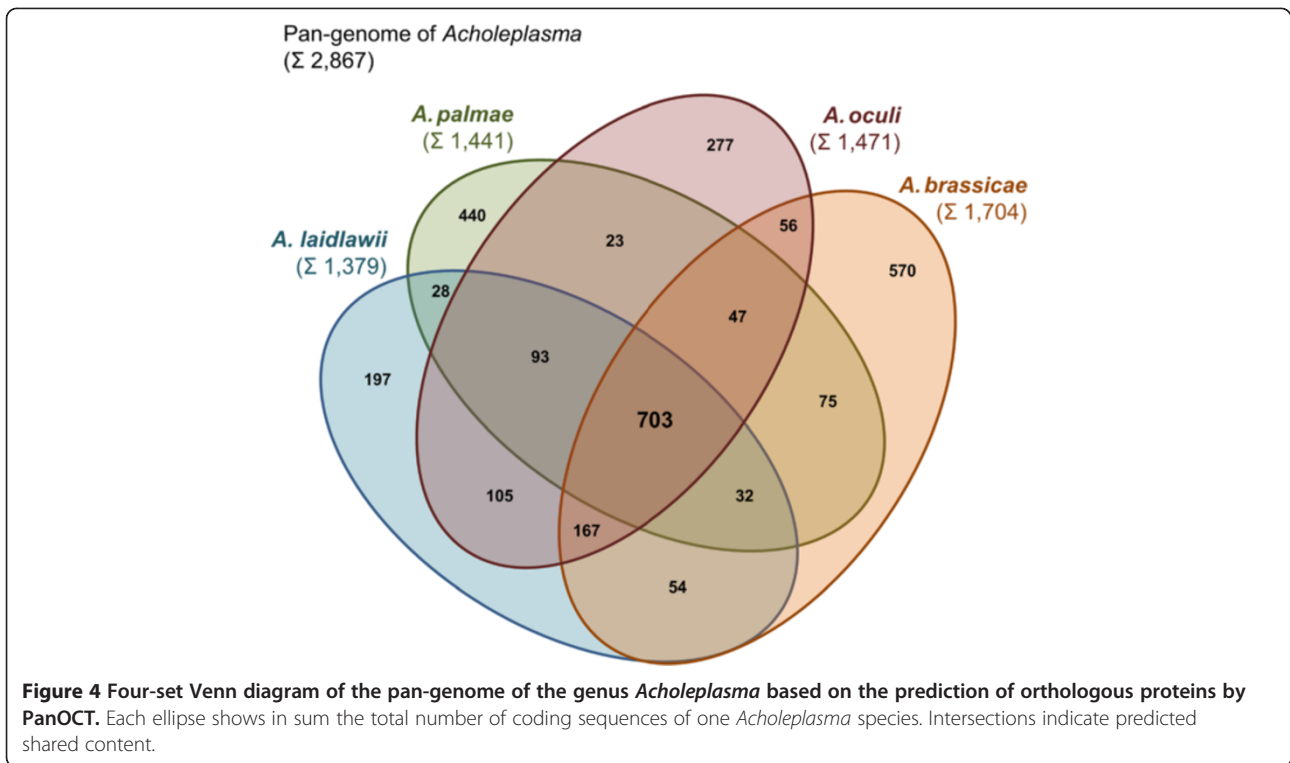 Pan-genome of Acholeplasma
(Σ 2,867)
A. palmae
(Σ 1,441)
A. oculi
(Σ 1,471)
A. brassicae
(Σ 1,704)
A. laidlawii
(Σ 1,379)
277
440
23
56
570
28
47
93
197
75
703
105
32
167
54
Figure 4 Four-set Venn diagram of the pan-genome of the genus Acholeplasma based on the prediction of orthologous proteins by
PanOCT. Each ellipse shows in sum the total number of coding sequences of one Acholeplasma species. Intersections indicate predicted
shared content.